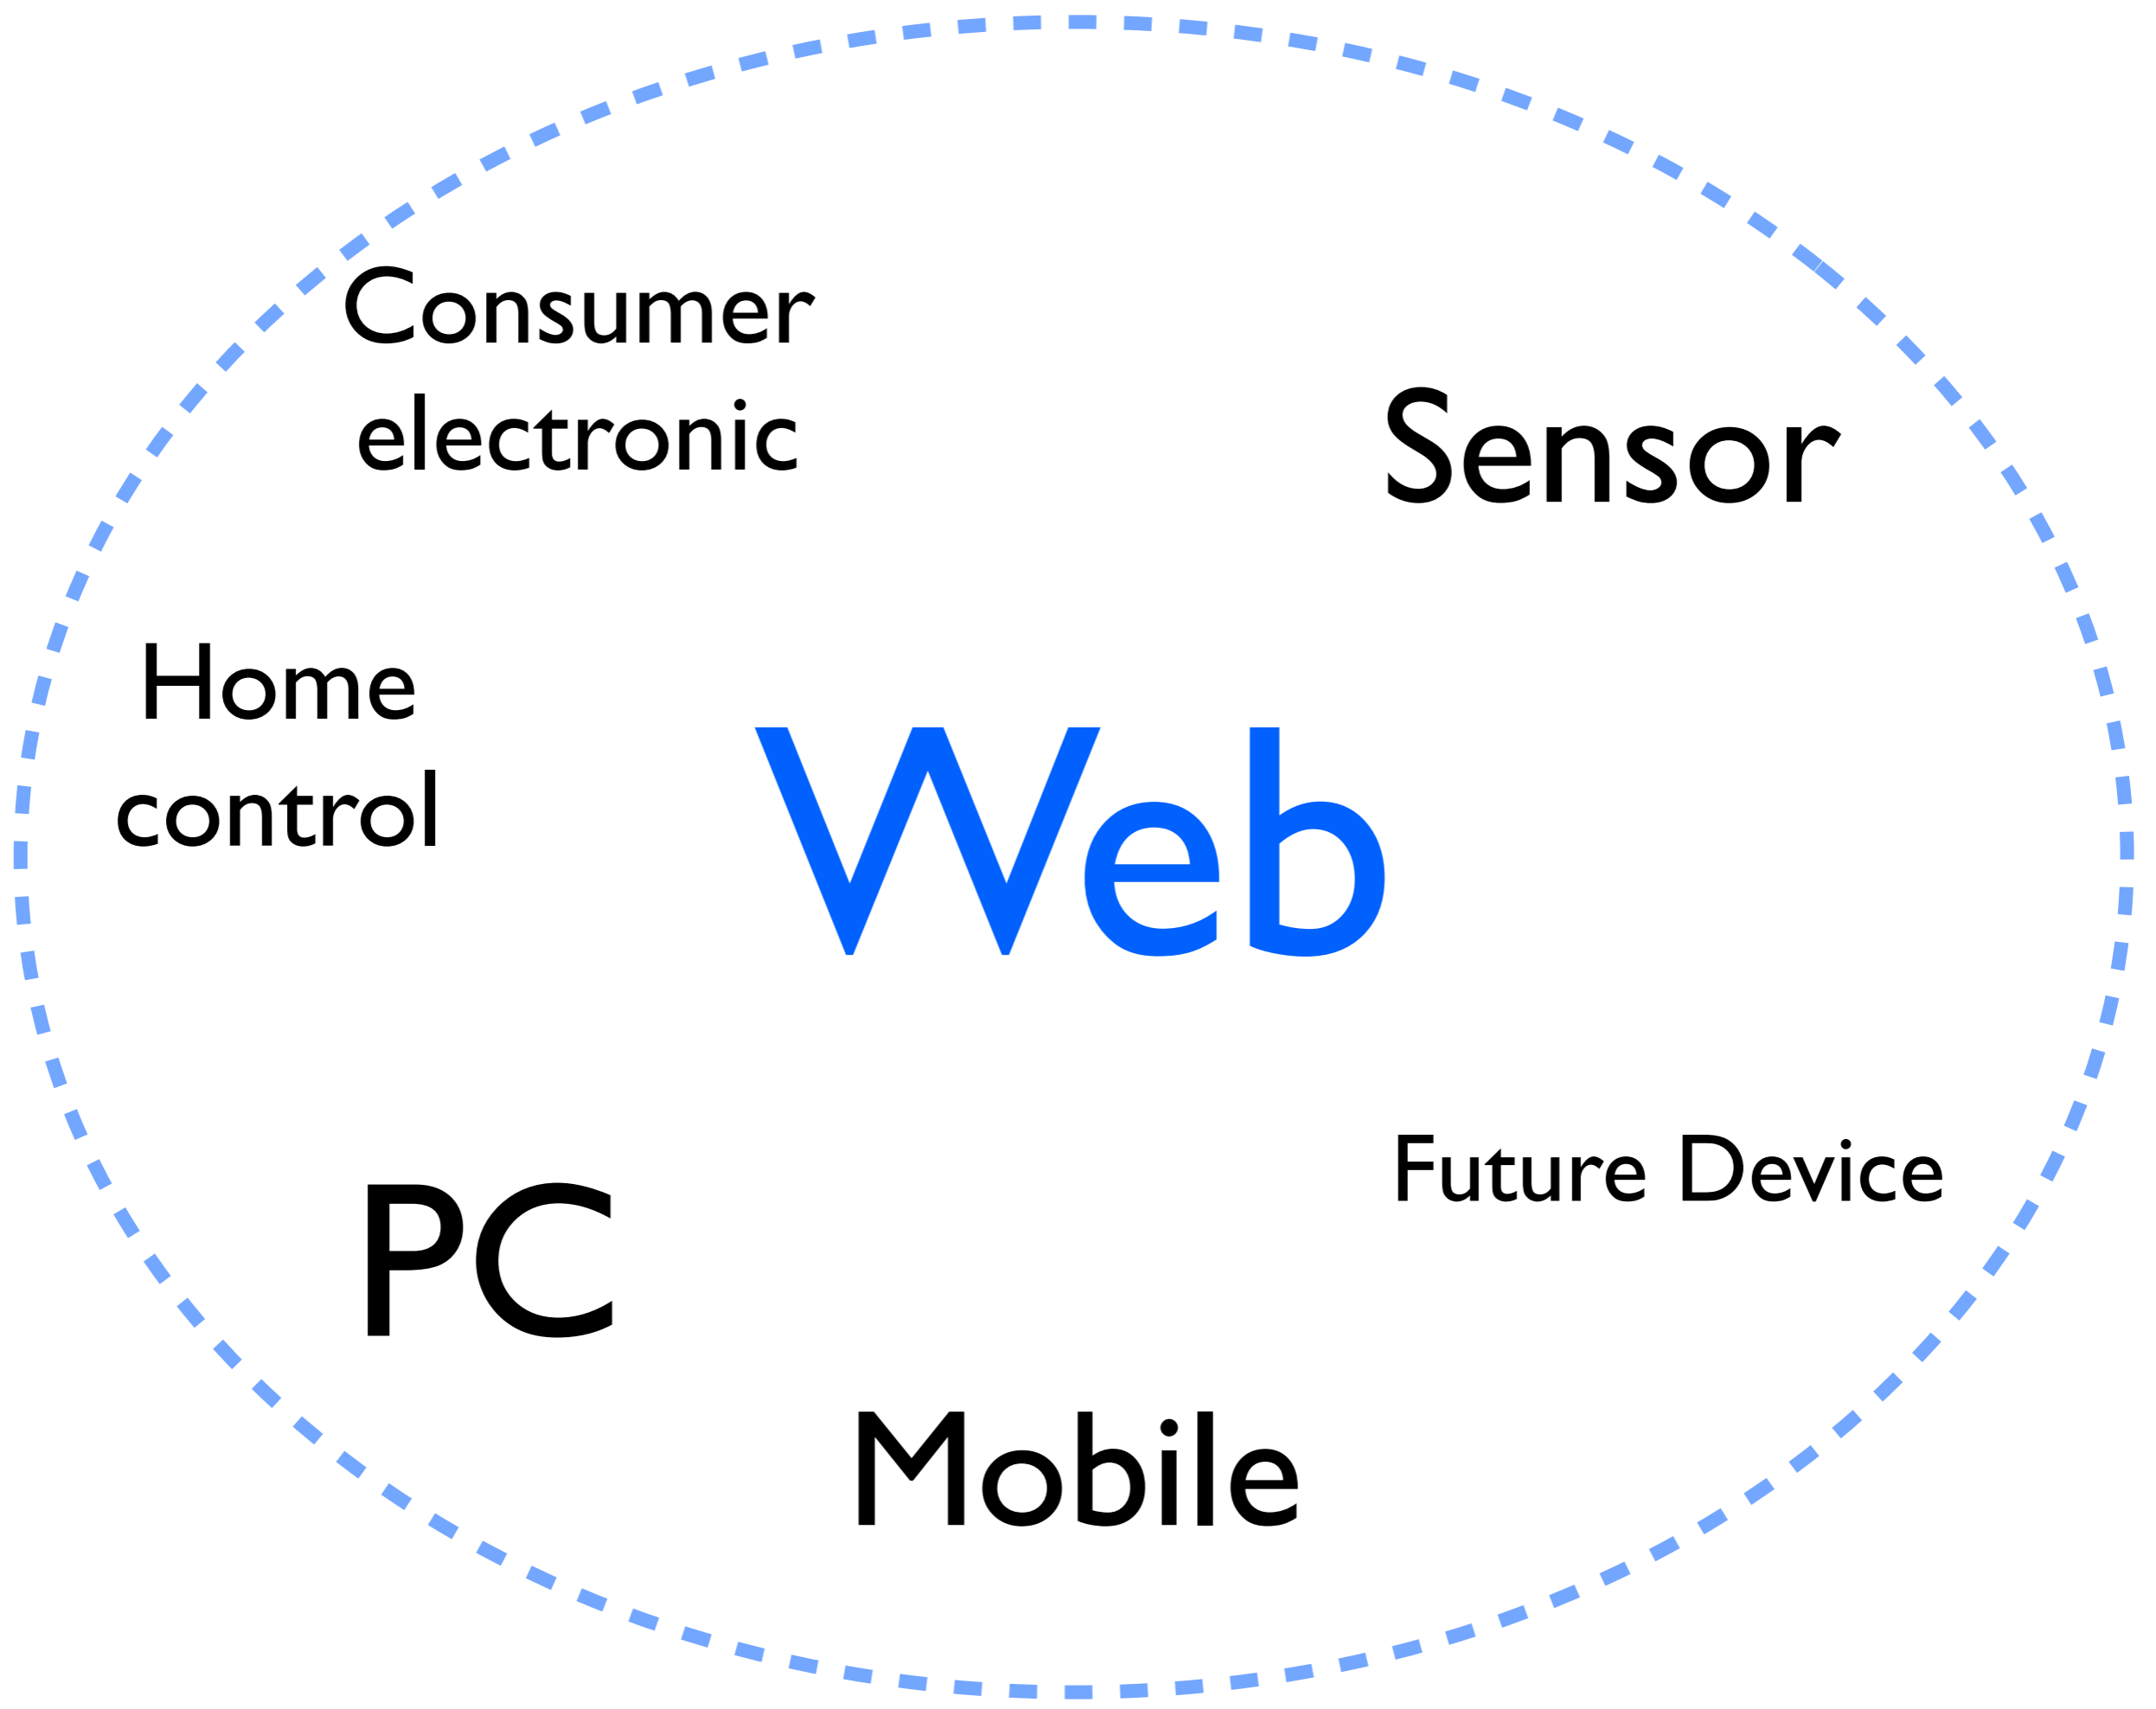 Consumer
electronic
Sensor
Home
control
Web
Future Device
PC
Mobile